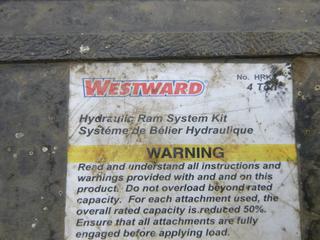 WESTWARD
No. HRK
4 Ton
Hydraulic Ram System Kit
Système de Bélier Hydraulique
WARNING
Read and understand all instructions and
warnings provided with and and on this
product. Do not overload beyond rated
capacity. For each attachment used, the
overall rated capacity is reduced 50%.
Ensure that all attachments are fully
engaged before applying load.